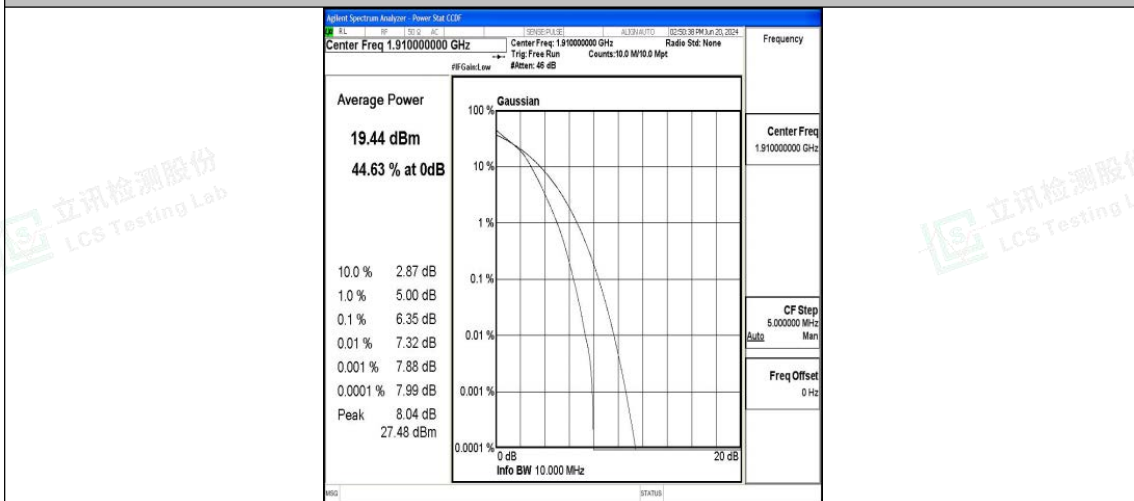 Agilent Spectrum Analyzer - Power Stat CCDF
RL RF 50 Ω AC SENSE:PULSE ALIGN AUTO 02:50:38 PM Jun 20, 2024
Center Freq 1.910000000 GHz
Center Freq: 1.910000000 GHz Radio Std: None
Trig: Free Run Counts:10.0 M/10.0 Mpt
#IFGain:Low #Atten: 46 dB
Frequency
Average Power
19.44 dBm
44.63 % at 0dB
10.0 % 2.87 dB
1.0 % 5.00 dB
0.1 % 6.35 dB
0.01 % 7.32 dB
0.001 % 7.88 dB
0.0001 % 7.99 dB
Peak 8.04 dB
27.48 dBm
Gaussian
100 %
10 %
1 %
0.1 %
0.01 %
0.001 %
0.0001 %
0 dB 20 dB
Info BW 10.000 MHz
Center Freq
1.910000000 GHz
CF Step
5.000000 MHz
Auto Man
Freq Offset
0 Hz
MSG STATUS
立讯检测股份
LCS Testing Lab
立讯检测股份
LCS Testing L